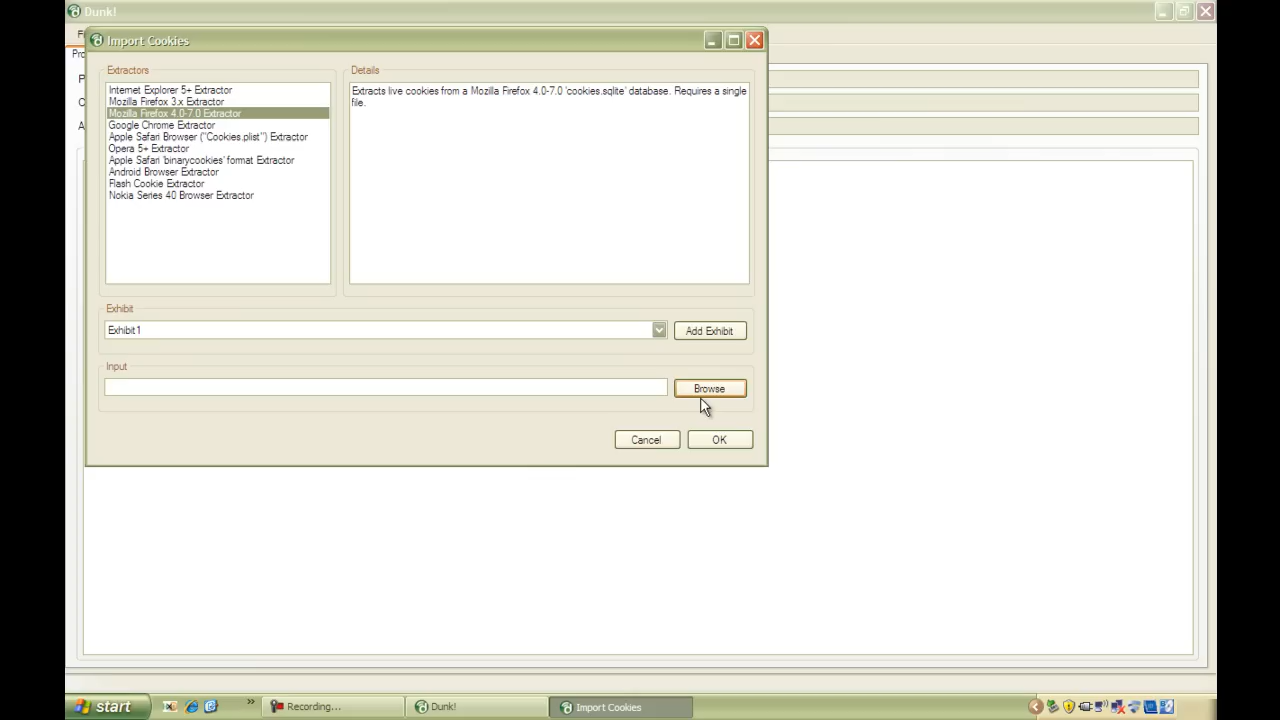 Dunk!
Import Cookies
Extractors
Internet Explorer 5+ Extractor
Mozilla Firefox 3.x Extractor
Mozilla Firefox 4.0-7.0 Extractor
Google Chrome Extractor
Apple Safari Browser ("Cookies.plist") Extractor
Opera 5+ Extractor
Apple Safari 'binarycookies' format Extractor
Android Browser Extractor
Flash Cookie Extractor
Nokia Series 40 Browser Extractor
Details
Extracts live cookies from a Mozilla Firefox 4.0-7.0 'cookies.sqlite' database. Requires a single
file.
Exhibit
Exhibit1
Add Exhibit
Input
Browse
Cancel
OK
start
Recording...
Dunk!
Import Cookies